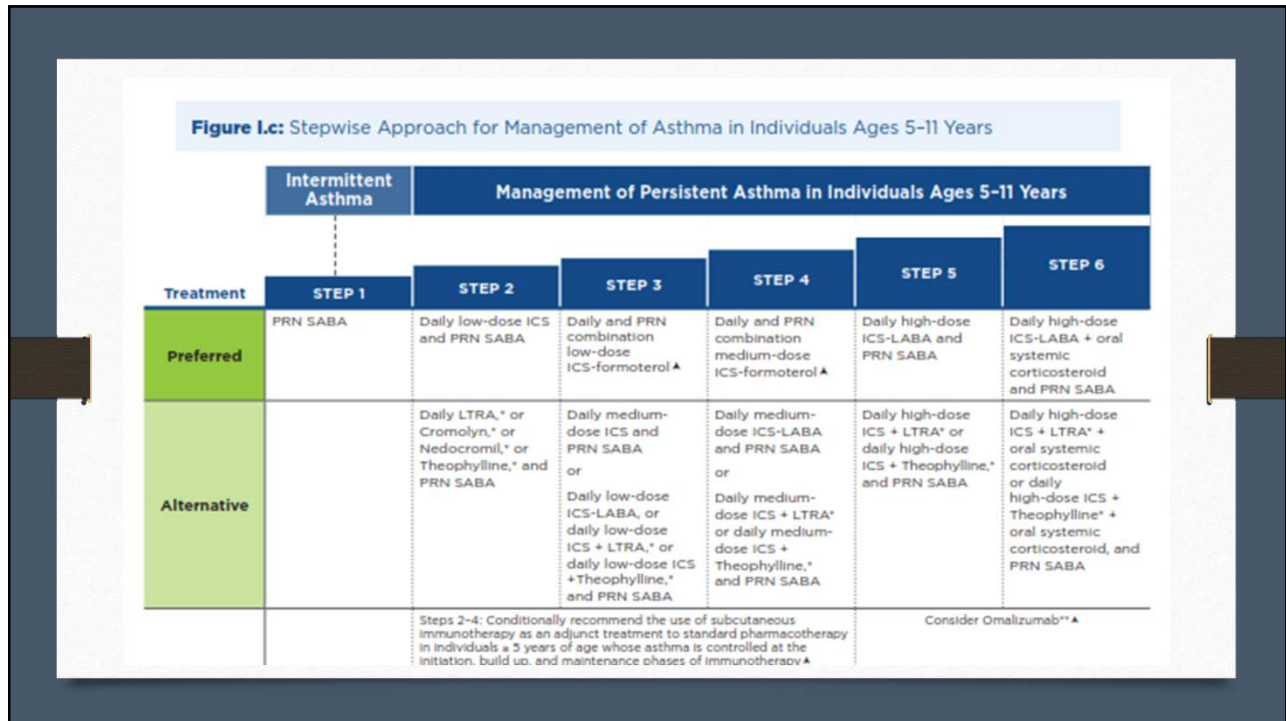 Figure I.c: Stepwise Approach for Management of Asthma in Individuals Ages 5–11 Years
Intermittent
Asthma
Management of Persistent Asthma in Individuals Ages 5–11 Years
Treatment
STEP 1
STEP 2
STEP 3
STEP 4
STEP 5
STEP 6
Preferred
PRN SABA
Daily low-dose ICS
and PRN SABA
Daily and PRN
combination
low-dose
ICS-formoterol▲
Daily and PRN
combination
medium-dose
ICS-formoterol▲
Daily high-dose
ICS-LABA and
PRN SABA
Daily high-dose
ICS-LABA + oral
systemic
corticosteroid
and PRN SABA
Alternative
Daily LTRA,* or
Cromolyn,* or
Nedocromil,* or
Theophylline,* and
PRN SABA
Daily medium-
dose ICS and
PRN SABA
or
Daily low-dose
ICS-LABA, or
daily low-dose
ICS + LTRA,* or
daily low-dose ICS
+Theophylline,*
and PRN SABA
Daily medium-
dose ICS-LABA
and PRN SABA
or
Daily medium-
dose ICS + LTRA*
or daily medium-
dose ICS +
Theophylline,*
and PRN SABA
Daily high-dose
ICS + LTRA* or
daily high-dose
ICS + Theophylline,*
and PRN SABA
Daily high-dose
ICS + LTRA* +
oral systemic
corticosteroid
or daily
high-dose ICS +
Theophylline* +
oral systemic
corticosteroid, and
PRN SABA
Steps 2–4: Conditionally recommend the use of subcutaneous
immunotherapy as an adjunct treatment to standard pharmacotherapy
in individuals ≥ 5 years of age whose asthma is controlled at the
initiation, build up, and maintenance phases of immunotherapy▲
Consider Omalizumab**▲